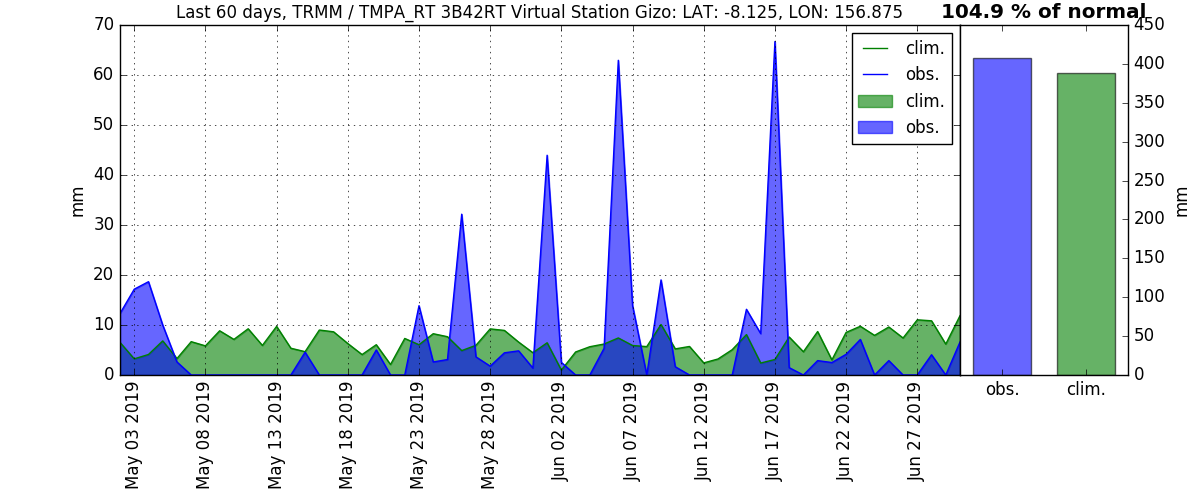 Last 60 days, TRMM / TMPA_RT 3B42RT Virtual Station Gizo: LAT: -8.125, LON: 156.875
104.9 % of normal
70
60
50
40
30
20
10
0
mm
clim.
obs.
clim.
obs.
May 03 2019
May 08 2019
May 13 2019
May 18 2019
May 23 2019
May 28 2019
Jun 02 2019
Jun 07 2019
Jun 12 2019
Jun 17 2019
Jun 22 2019
Jun 27 2019
450
400
350
300
250
200
150
100
50
0
mm
obs.
clim.